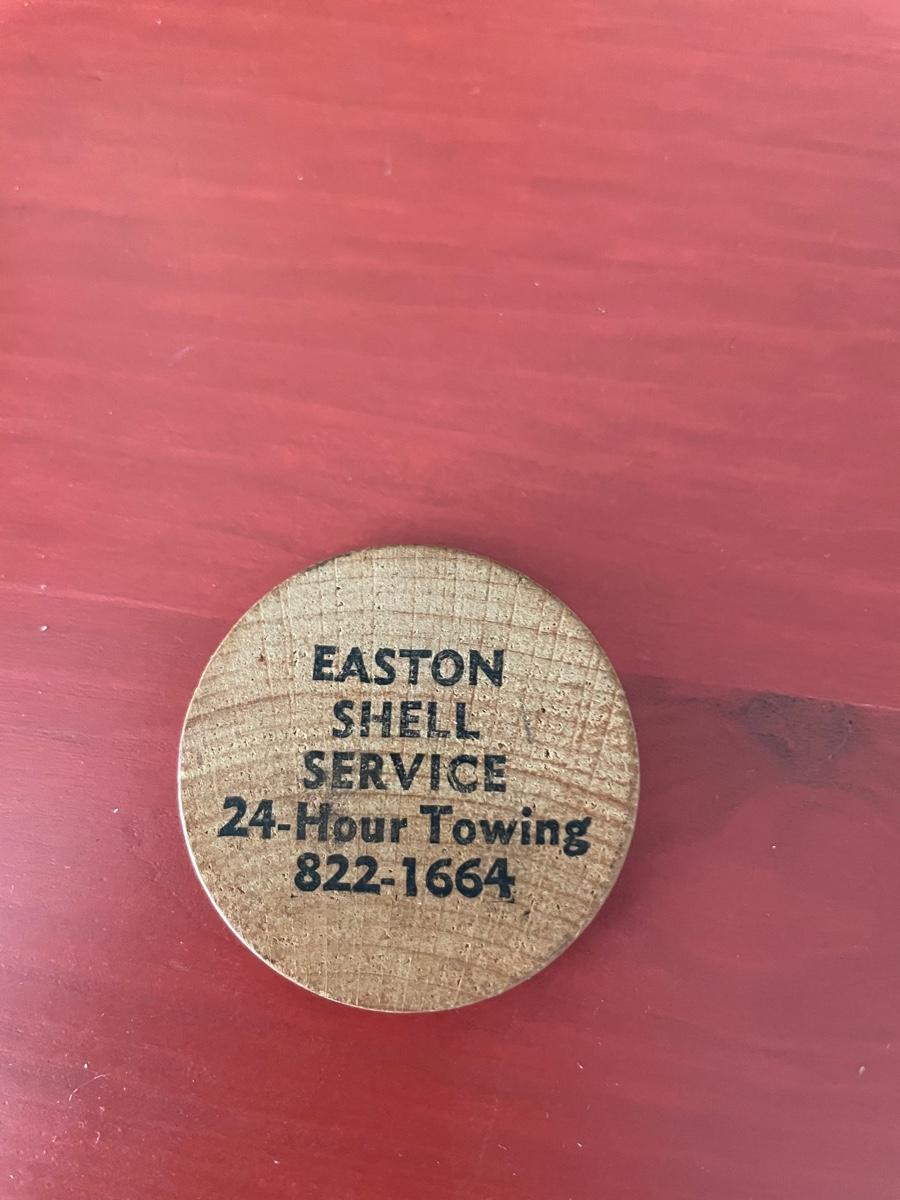 EASTON
SHELL
SERVICE
24-Hour Towing
822-1664